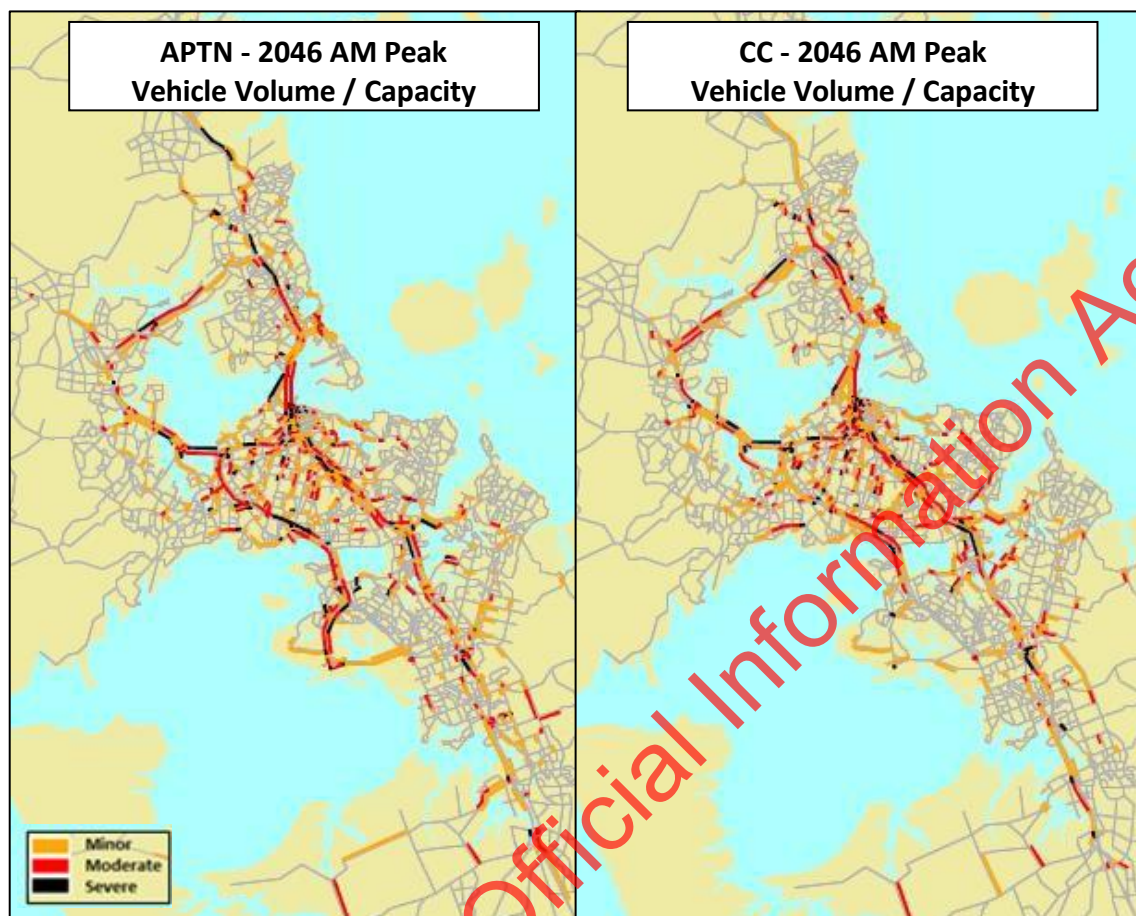 APTN - 2046 AM Peak
Vehicle Volume / Capacity
CC - 2046 AM Peak
Vehicle Volume / Capacity
Minor
Moderate
Severe
Official Information Ac